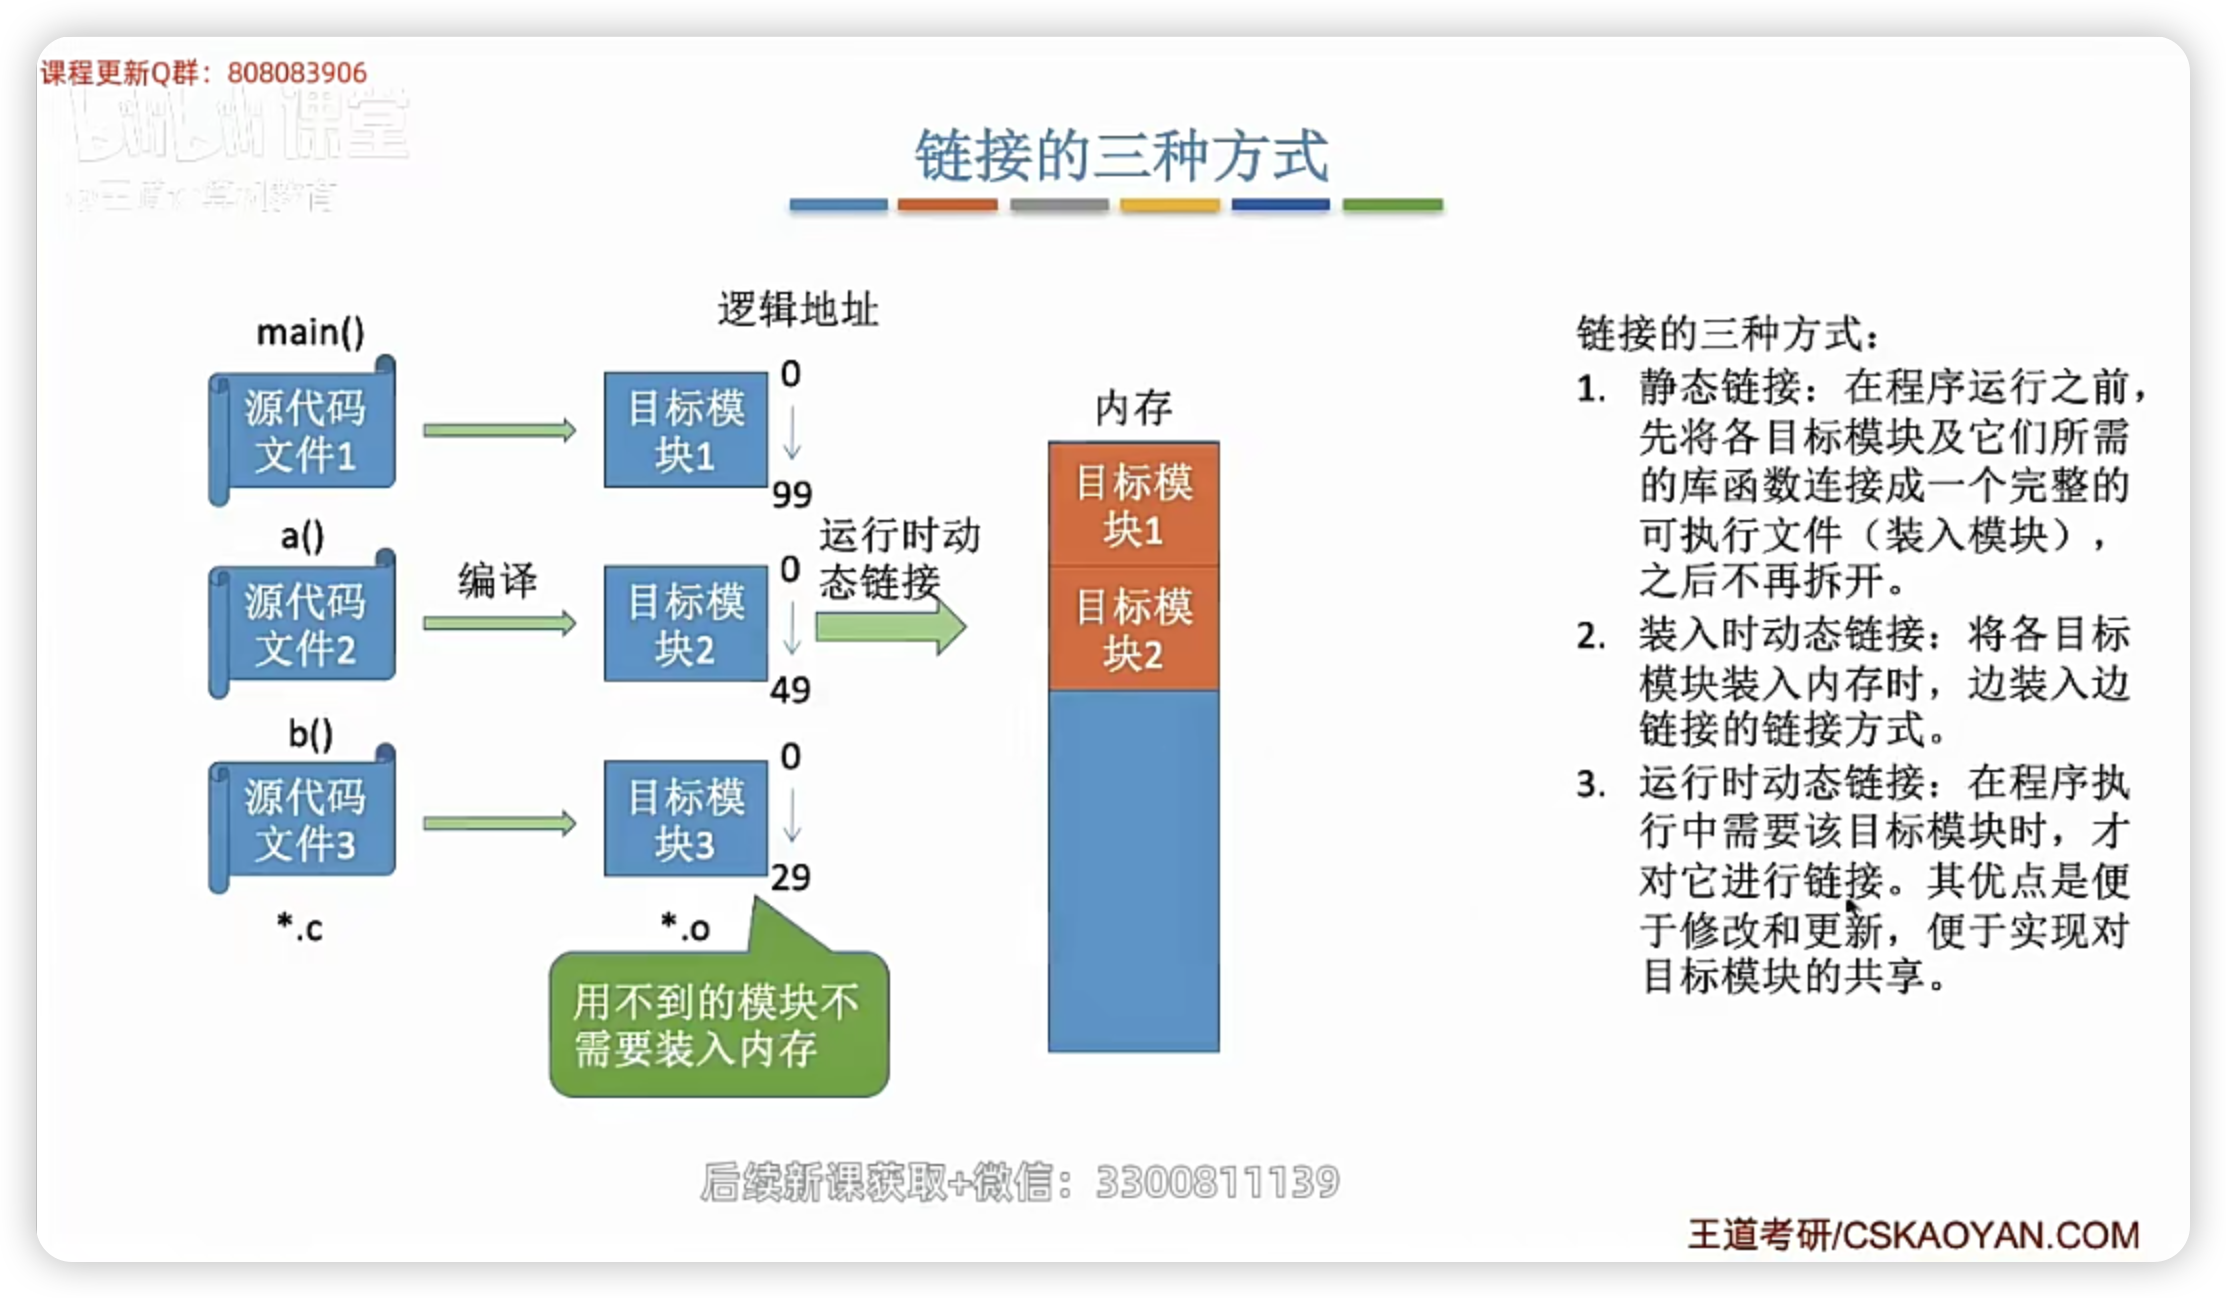 课程更新Q群：808083906
课堂
链接的三种方式
逻辑地址
main()
源代码
文件1
目标模
块1
0
99
a()
源代码
文件2
编译
目标模
块2
0
49
运行时动
态链接
b()
源代码
文件3
目标模
块3
0
29
*.c
*.o
用不到的模块不
需要装入内存
内存
目标模
块1
目标模
块2
链接的三种方式：
1. 静态链接：在程序运行之前，
先将各目标模块及它们所需
的库函数连接成一个完整的
可执行文件（装入模块），
之后不再拆开。
2. 装入时动态链接：将各目标
模块装入内存时，边装入边
链接的链接方式。
3. 运行时动态链接：在程序执
行中需要该目标模块时，才
对它进行链接。其优点是便
于修改和更新，便于实现对
目标模块的共享。
后续新课获取+微信：3300811139
王道考研/CSKAOYAN.COM